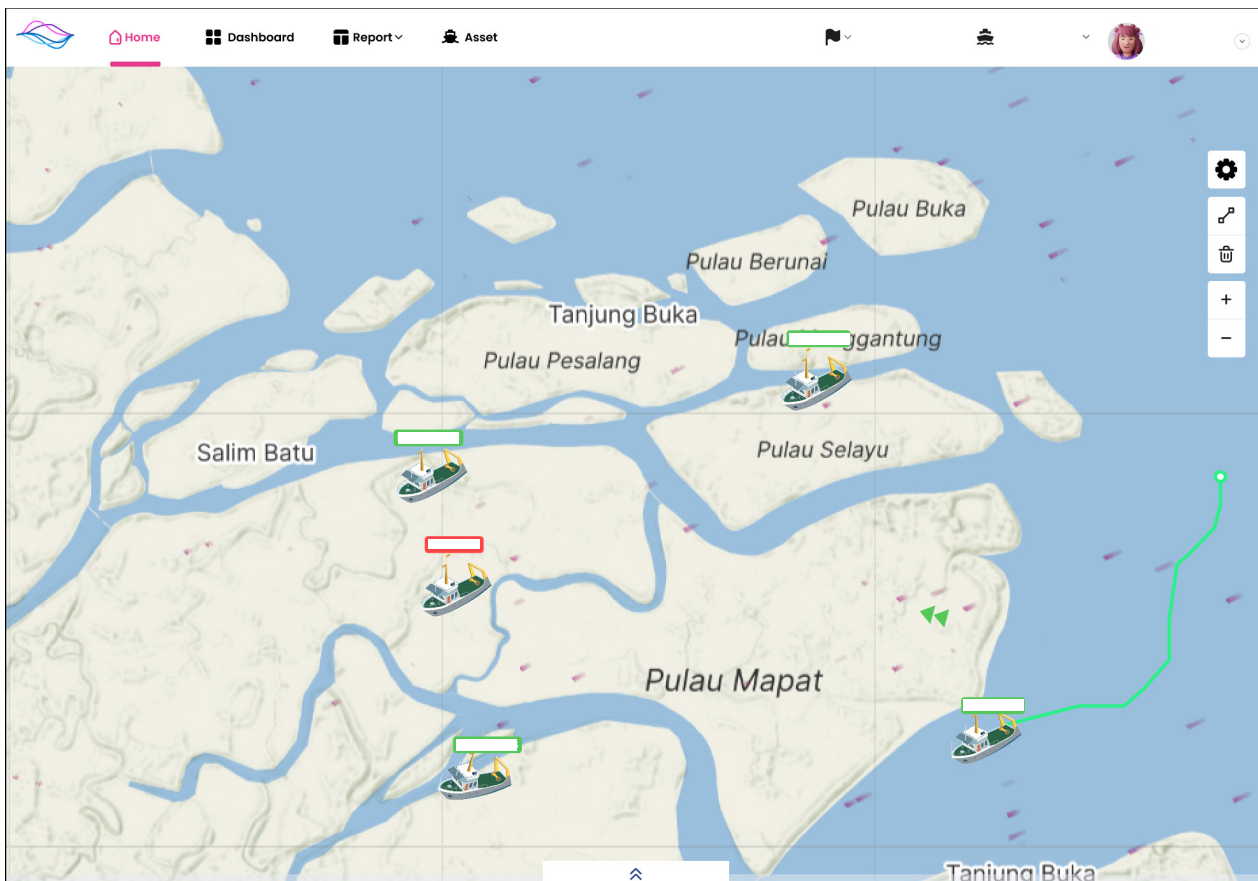 Home
Dashboard
Report
Asset
Pulau Buka
Pulau Berunai
Tanjung Buka
Pulau
ggantung
Pulau Pesalang
Salim Batu
Pulau Selayu
Pulau Mapat
Tanjung Buka